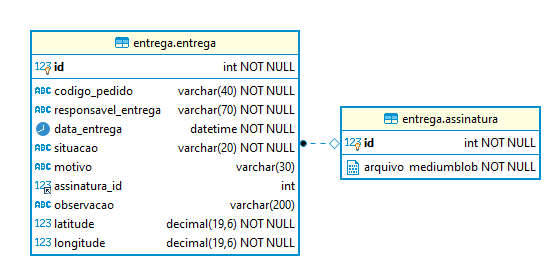 entrega.entrega
123 id int NOT NULL
ABC codigo_pedido varchar(40) NOT NULL
ABC responsavel_entrega varchar(70) NOT NULL
data_entrega datetime NOT NULL
ABC situacao varchar(20) NOT NULL
ABC motivo varchar(30)
123 assinatura_id int
ABC observacao varchar(200)
123 latitude decimal(19,6) NOT NULL
123 longitude decimal(19,6) NOT NULL
entrega.assinatura
123 id int NOT NULL
arquivo mediumblob NOT NULL